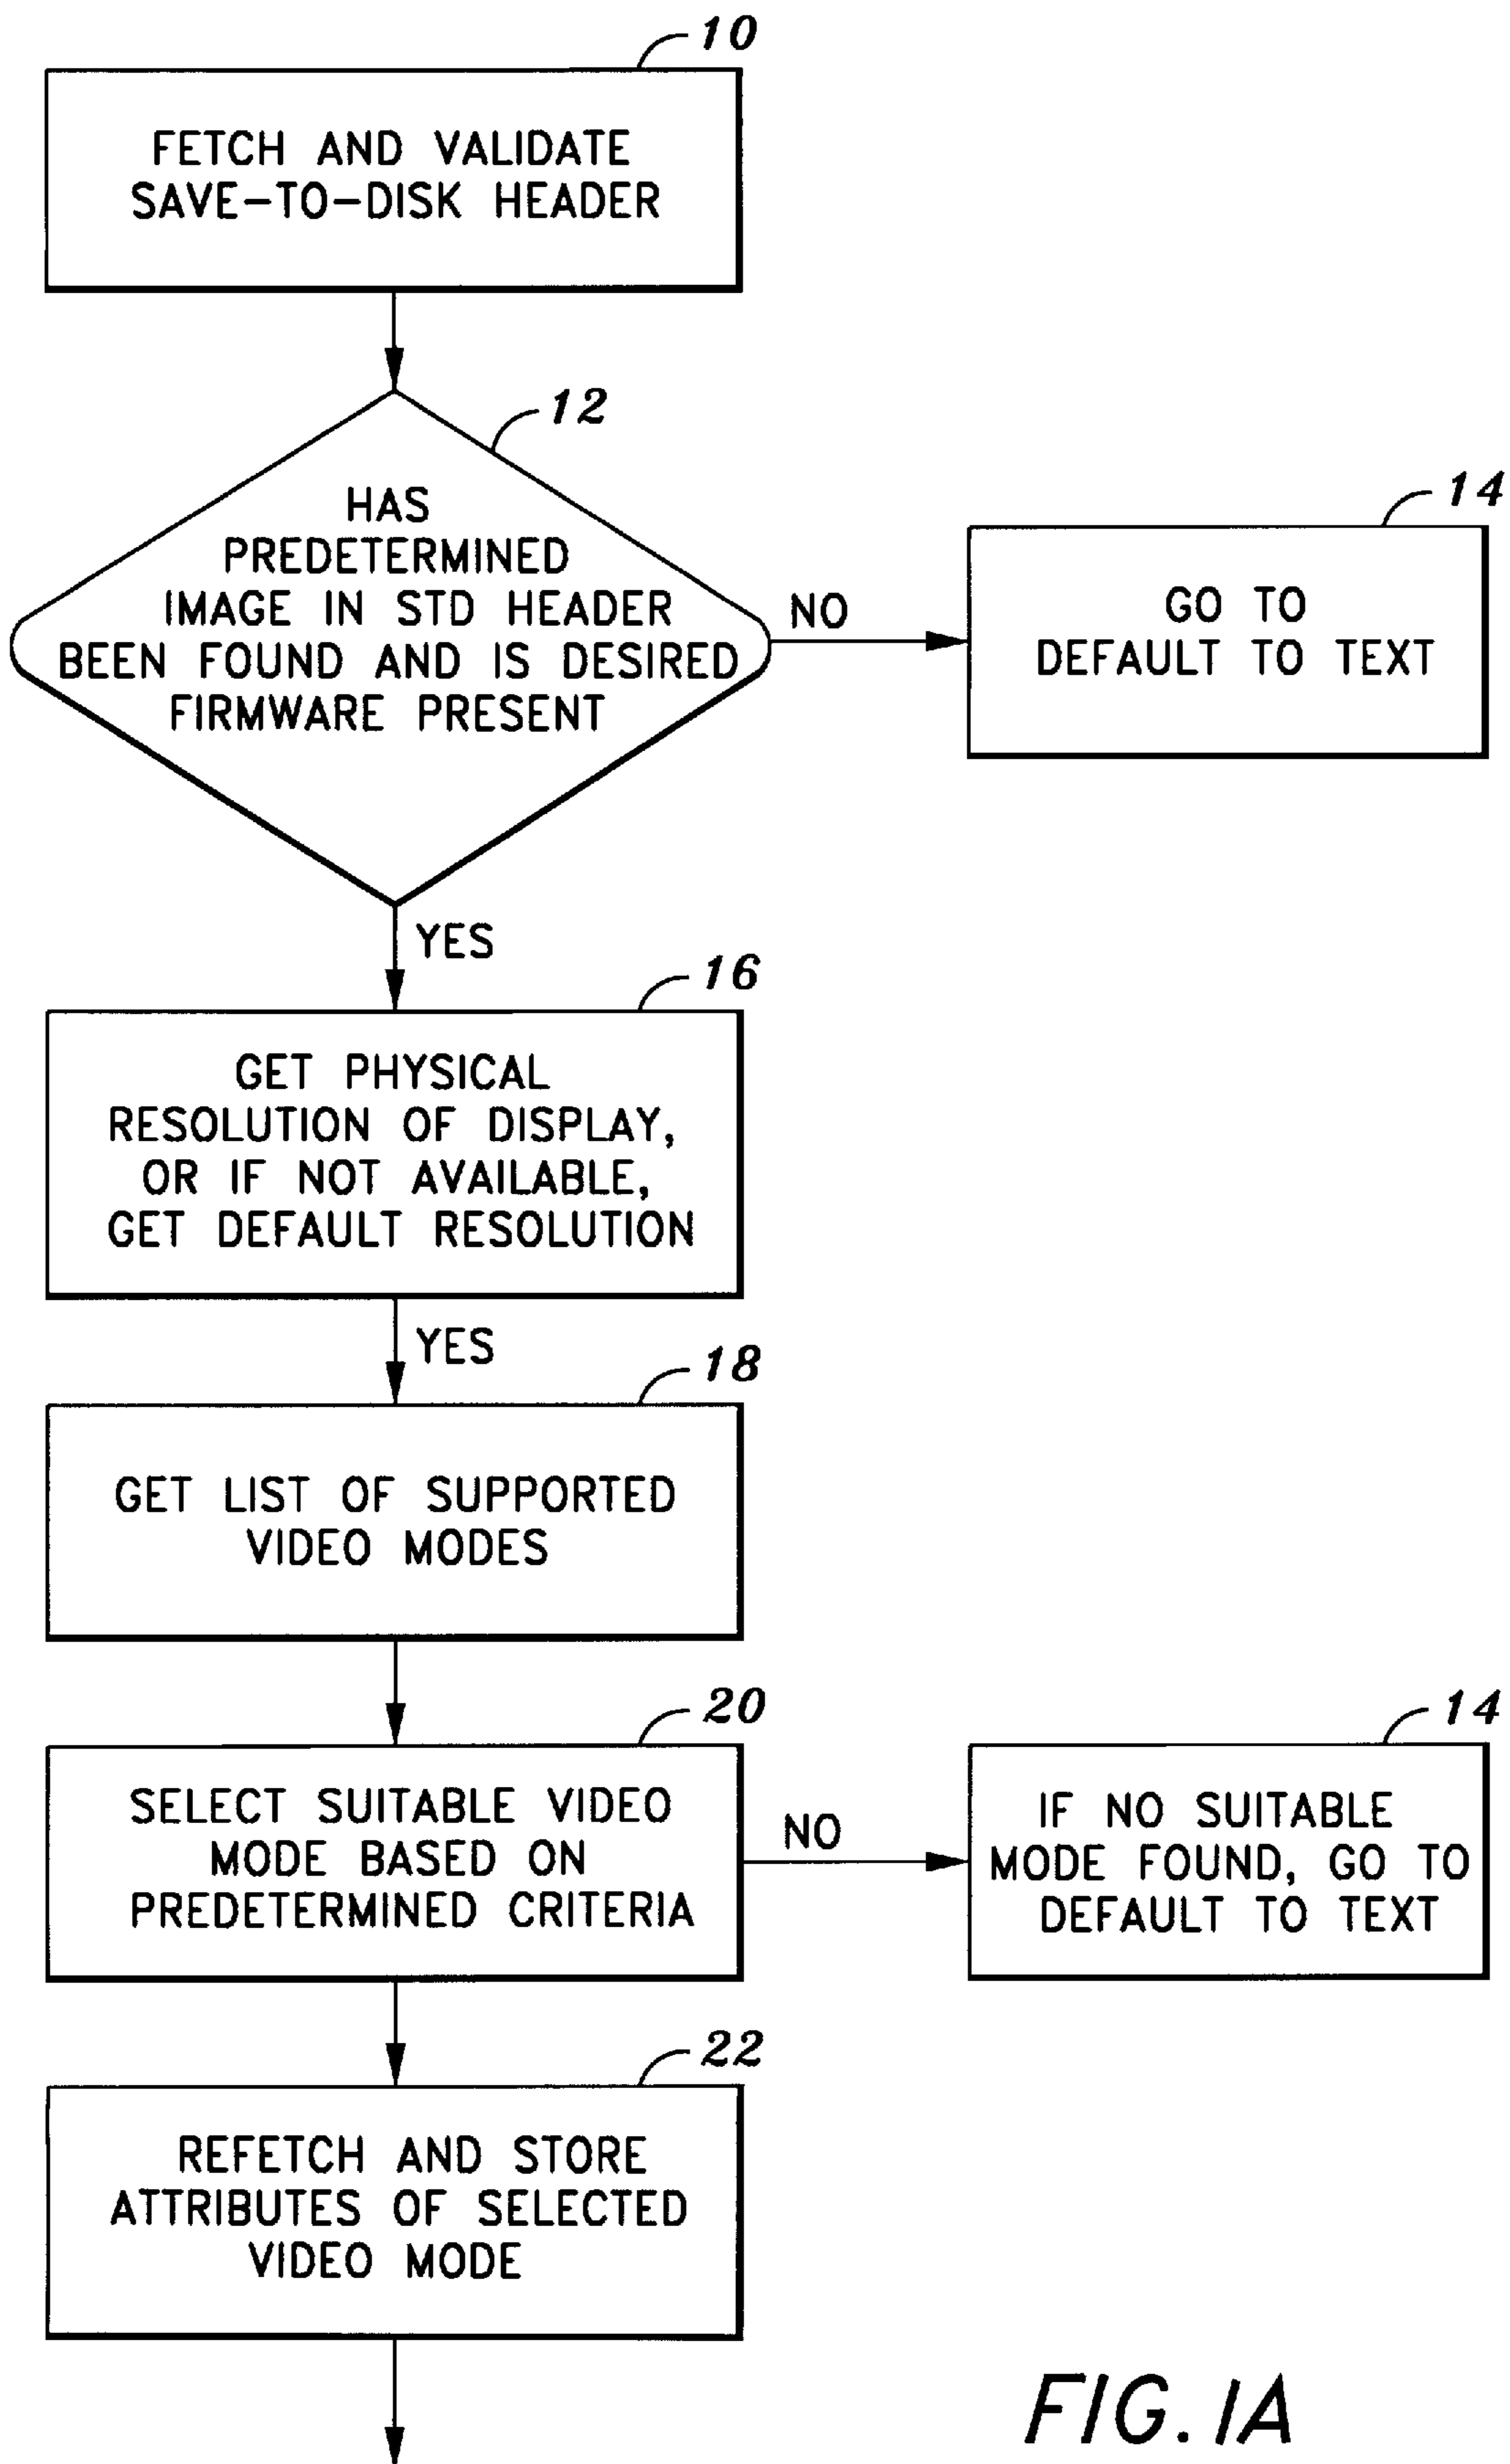 10
FETCH AND VALIDATE
SAVE-TO-DISK HEADER
12
HAS
PREDETERMINED
IMAGE IN STD HEADER
BEEN FOUND AND IS DESIRED
FIRMWARE PRESENT
NO
14
GO TO
DEFAULT TO TEXT
YES
16
GET PHYSICAL
RESOLUTION OF DISPLAY,
OR IF NOT AVAILABLE,
GET DEFAULT RESOLUTION
YES
18
GET LIST OF SUPPORTED
VIDEO MODES
20
SELECT SUITABLE VIDEO
MODE BASED ON
PREDETERMINED CRITERIA
NO
14
IF NO SUITABLE
MODE FOUND, GO TO
DEFAULT TO TEXT
22
REFETCH AND STORE
ATTRIBUTES OF SELECTED
VIDEO MODE
FIG. 1A